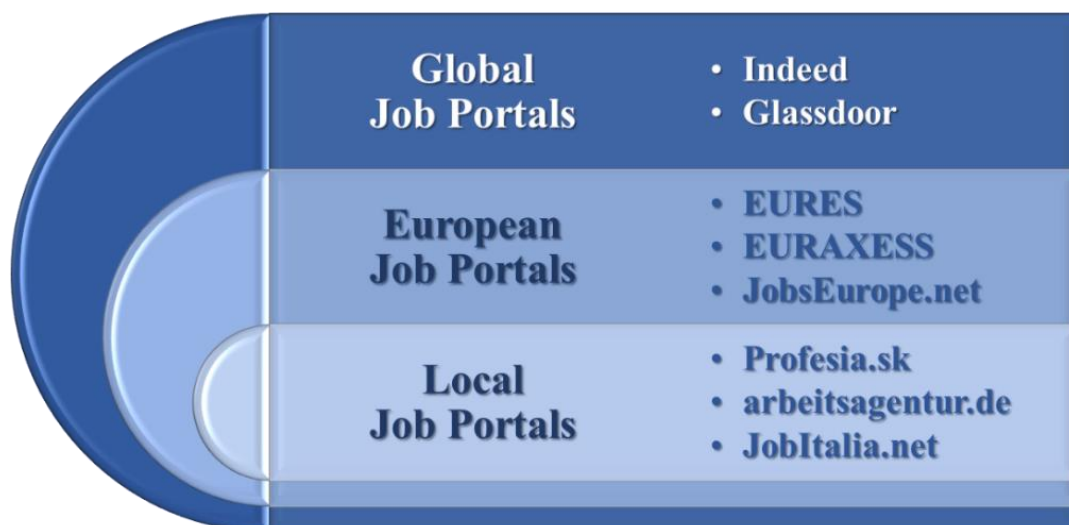 Global
Job Portals
• Indeed
• Glassdoor
European
Job Portals
• EURES
• EURAXESS
• JobsEurope.net
Local
Job Portals
• Profesia.sk
• arbeitsagentur.de
• JobItalia.net